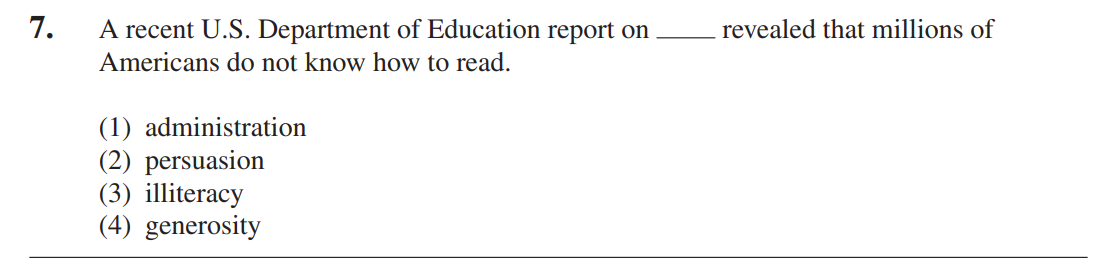 7. A recent U.S. Department of Education report on ____ revealed that millions of
Americans do not know how to read.
(1) administration
(2) persuasion
(3) illiteracy
(4) generosity